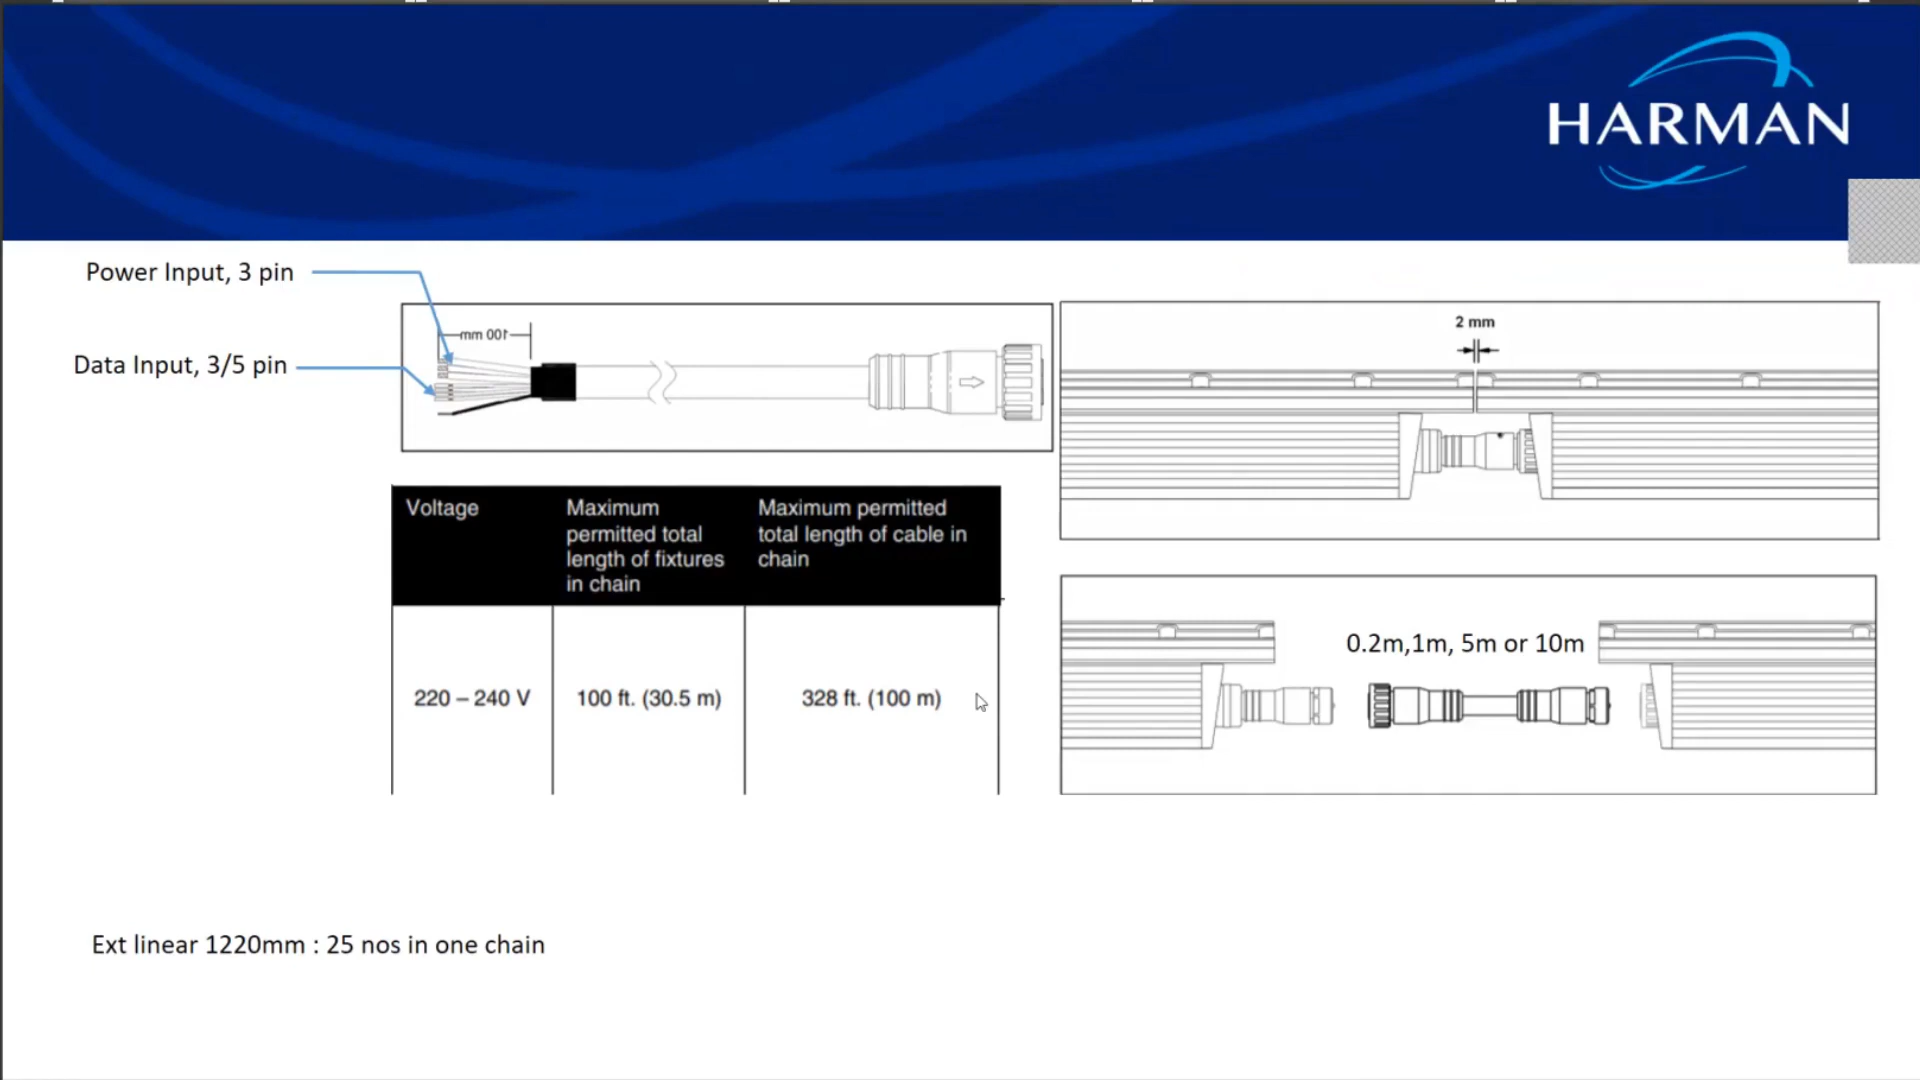 HARMAN
Power Input, 3 pin
100 mm
Data Input, 3/5 pin
2 mm
Voltage
Maximum
permitted total
length of fixtures
in chain
Maximum permitted
total length of cable in
chain
220 – 240 V
100 ft. (30.5 m)
328 ft. (100 m)
0.2m,1m, 5m or 10m
Ext linear 1220mm : 25 nos in one chain